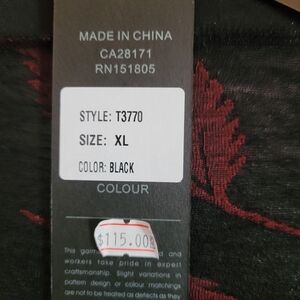 MADE IN CHINA
CA28171
RN151805
STYLE: T3770
SIZE: XL
COLOR: BLACK
COLOUR
$115.00
This garm
d and
workers take pride in expert
craftsmanship. Slight variations in
pattern design or colour matchings
are not to be treated as defects as they